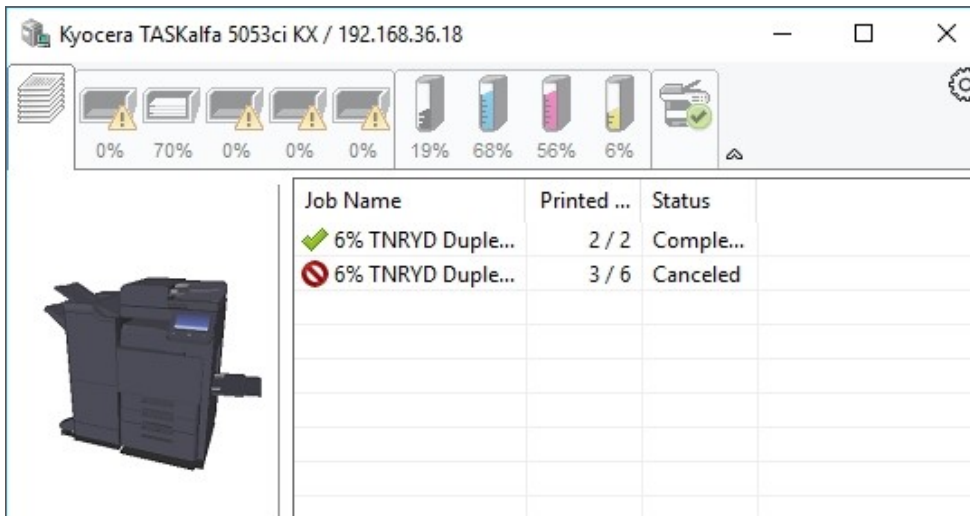 Kyocera TASKalfa 5053ci KX / 192.168.36.18
0% 70% 0% 0% 0% 19% 68% 56% 6%
Job Name Printed ... Status
6% TNRYD Duple... 2 / 2 Comple...
6% TNRYD Duple... 3 / 6 Canceled